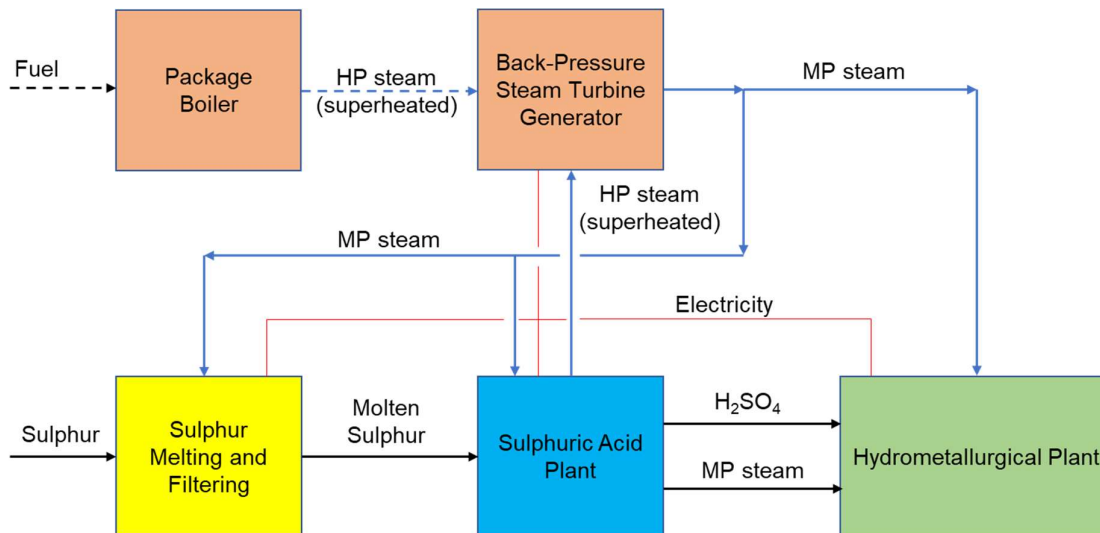 Fuel
Package
Boiler
HP steam
(superheated)
Back-Pressure
Steam Turbine
Generator
MP steam
HP steam
(superheated)
MP steam
Electricity
Sulphur
Sulphur
Melting and
Filtering
Molten
Sulphur
Sulphuric Acid
Plant
H₂SO₄
MP steam
Hydrometallurgical Plant